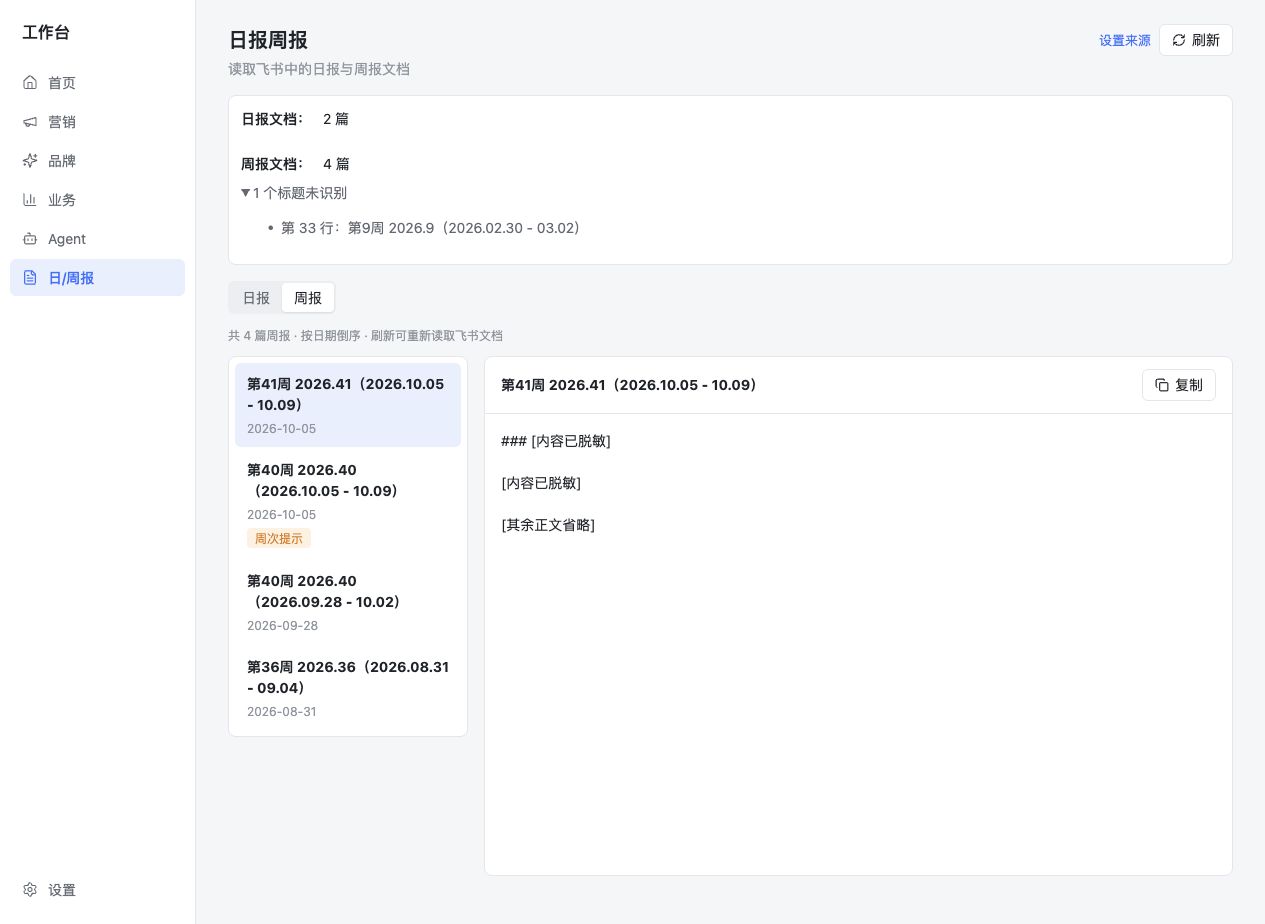 工作台
首页
营销
品牌
业务
Agent
日/周报
设置
日报周报
读取飞书中的日报与周报文档
设置来源
刷新
日报文档： 2 篇
周报文档： 4 篇
▼1 个标题未识别
• 第 33 行：第9周 2026.9（2026.02.30 - 03.02）
日报
周报
共 4 篇周报 · 按日期倒序 · 刷新可重新读取飞书文档
第41周 2026.41（2026.10.05
- 10.09）
2026-10-05
第40周 2026.40
（2026.10.05 - 10.09）
2026-10-05
周次提示
第40周 2026.40
（2026.09.28 - 10.02）
2026-09-28
第36周 2026.36（2026.08.31
- 09.04）
2026-08-31
第41周 2026.41（2026.10.05 - 10.09）
复制
### [内容已脱敏]
[内容已脱敏]
[其余正文省略]